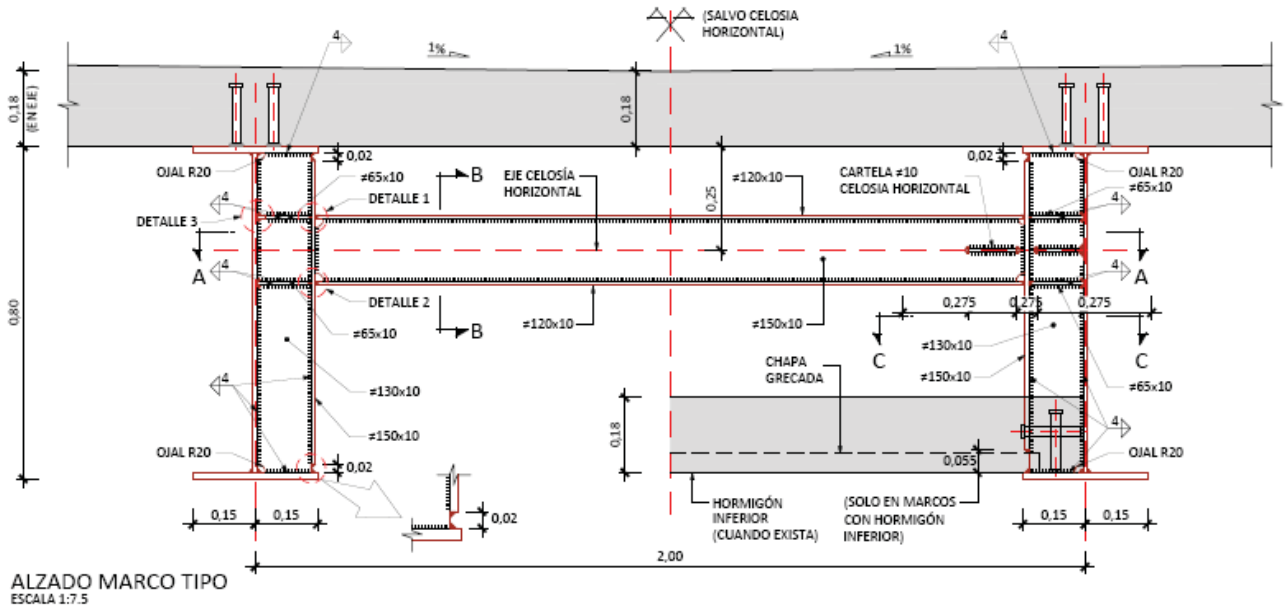 (SALVO CELOSIA
HORIZONTAL)
4
1%
1%
4
0,18
(EN EJE)
0,18
0,02
0,02
OJAL R20
≠65x10
B
EJE CELOSÍA
HORIZONTAL
0,25
≠120x10
CARTELA ≠10
CELOSIA HORIZONTAL
OJAL R20
≠65x10
4
DETALLE 1
4
DETALLE 3
A
A
4
4
DETALLE 2
0,80
≠65x10
B
≠120x10
≠150x10
0,275
0,275
0,275
C
C
≠130x10
≠150x10
≠65x10
4
≠130x10
≠150x10
CHAPA
GRECADA
0,18
4
OJAL R20
0,02
0,055
OJAL R20
0,15
0,15
0,02
HORMIGÓN
INFERIOR
(CUANDO EXISTA)
(SOLO EN MARCOS
CON HORMIGÓN
INFERIOR)
0,15
0,15
2,00
ALZADO MARCO TIPO
ESCALA 1:7.5